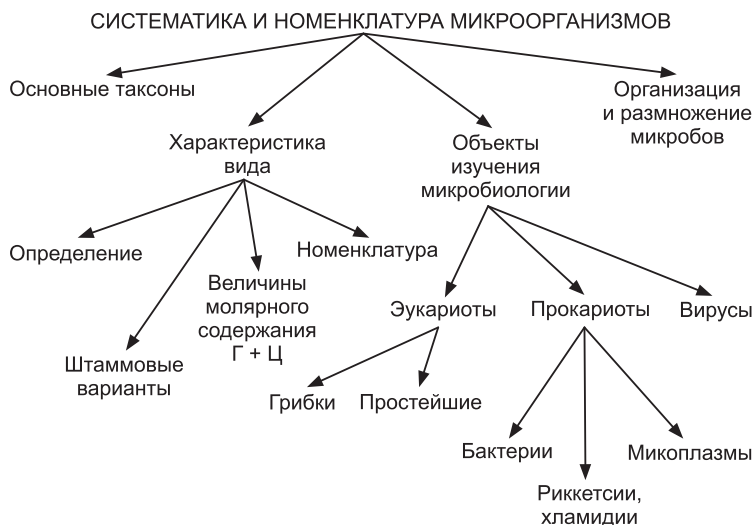 СИСТЕМАТИКА И НОМЕНКЛАТУРА МИКРООРГАНИЗМОВ
Основные таксоны
Организация
и размножение
микробов
Характеристика
вида
Объекты
изучения
микробиологии
Определение
Номенклатура
Величины
молярного
содержания
Г + Ц
Штаммовые
варианты
Эукариоты
Прокариоты
Вирусы
Грибки
Простейшие
Бактерии
Микоплазмы
Риккетсии,
хламидии